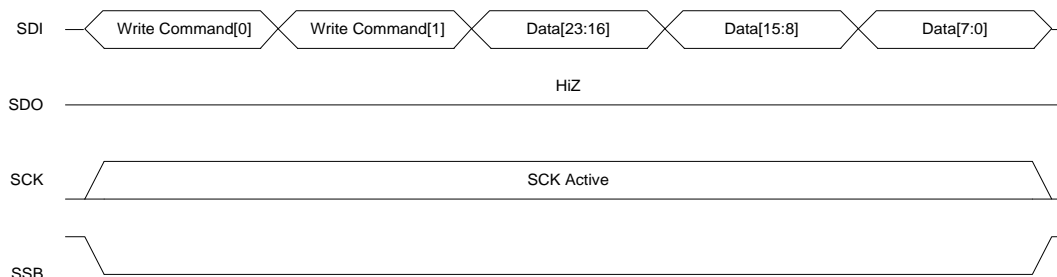 SDI Write Command[0] Write Command[1] Data[23:16] Data[15:8] Data[7:0]
HiZ
SDO
SCK SCK Active
SSB